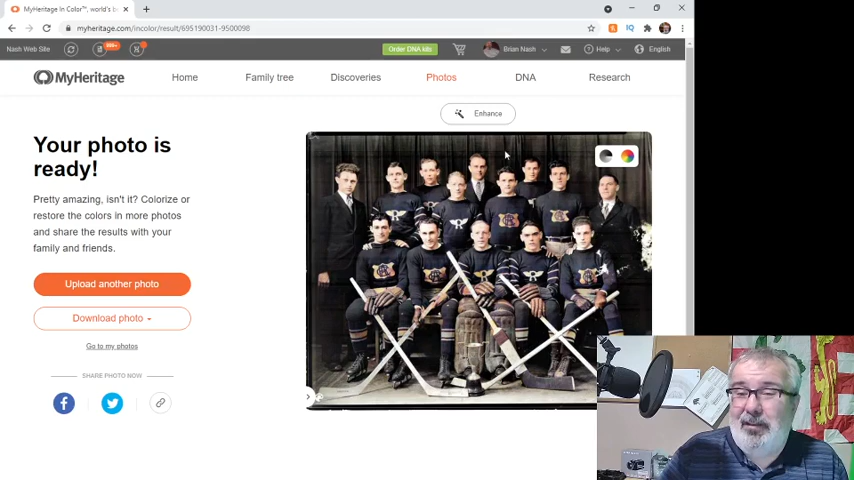 MyHeritage In Color™, world's b
myheritage.com/incolor/result/695190031-9500098
Nash Web Site
999+
Order DNA kits
Brian Nash
Help
English
MyHeritage
Home
Family tree
Discoveries
Photos
DNA
Research
Enhance
Your photo is
ready!
Pretty amazing, isn't it? Colorize or
restore the colors in more photos
and share the results with your
family and friends.
Upload another photo
Download photo
Go to my photos
SHARE PHOTO NOW